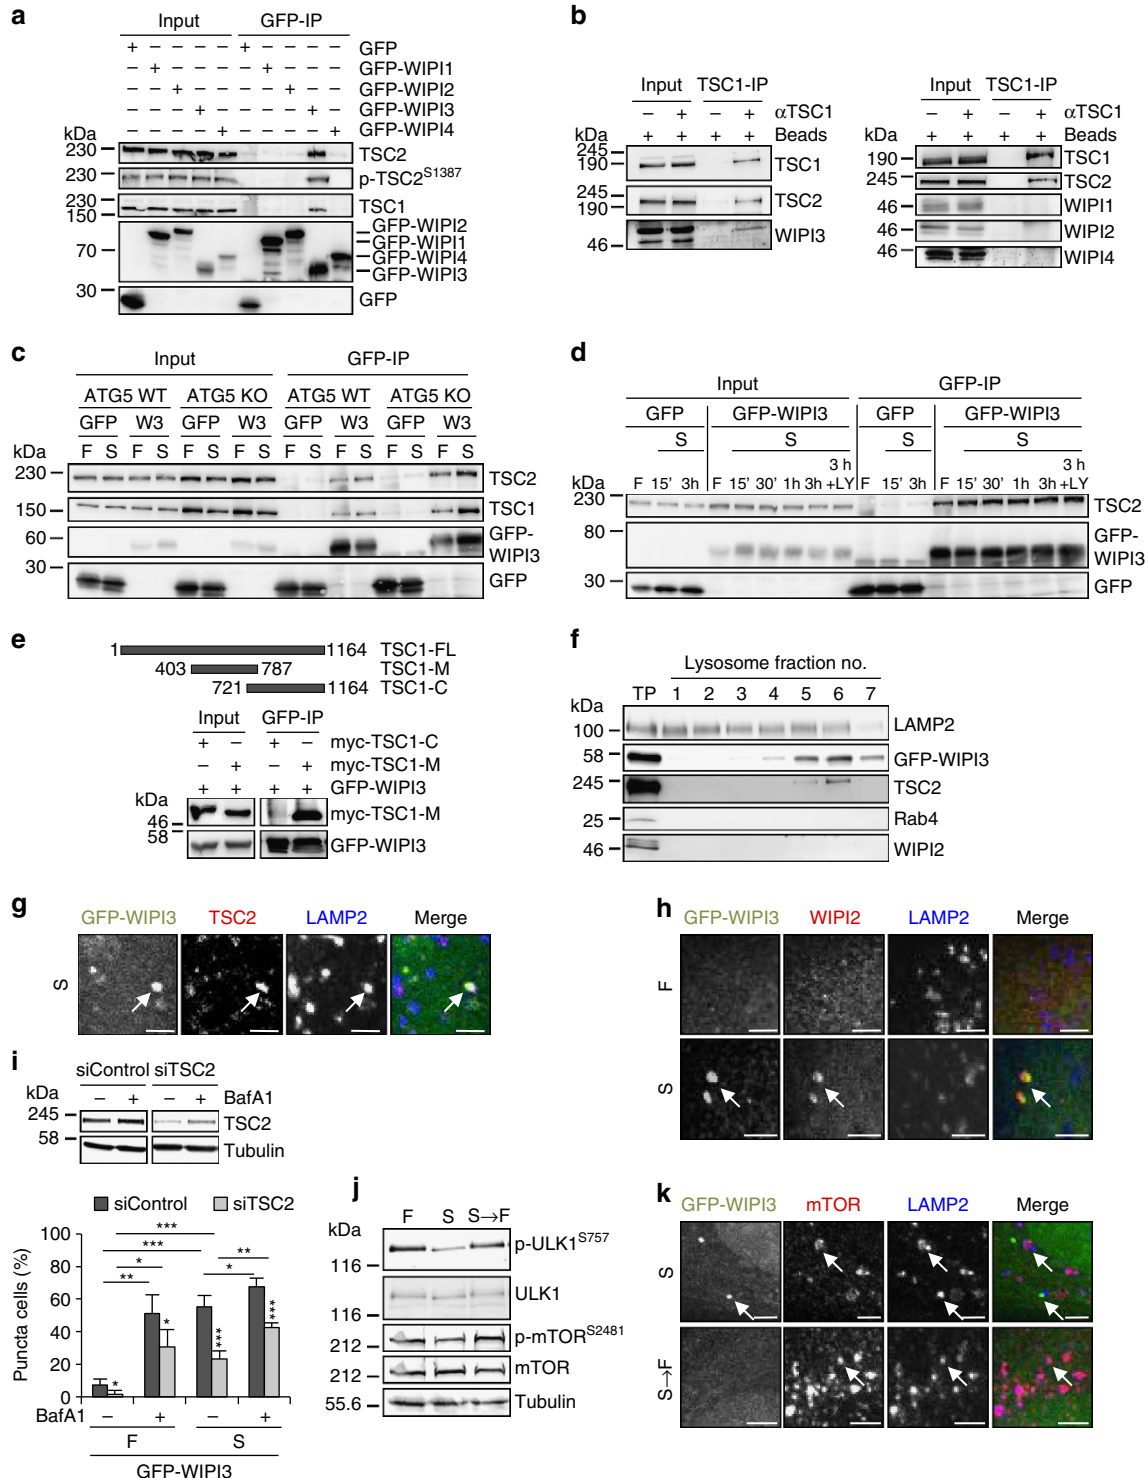 a
Input GFP-IP
+ – – – – + – – – – GFP
– + – – – – + – – – GFP-WIPI1
– – + – – – – + – – GFP-WIPI2
– – – + – – – – + – GFP-WIPI3
– – – – + – – – – + GFP-WIPI4
kDa
230 TSC2
230 p-TSC2S1387
230 TSC1
150
GFP-WIPI2
GFP-WIPI1
70 GFP-WIPI4
GFP-WIPI3
30 GFP
b
Input TSC1-IP
– + – + αTSC1
kDa + + + + Beads
245
190 TSC1
245 TSC2
190
WIPI3
46
Input TSC1-IP
– + – + αTSC1
kDa + + + + Beads
190 TSC1
245 TSC2
46 WIPI1
46 WIPI2
46 WIPI4
c
Input GFP-IP
ATG5 WT ATG5 KO ATG5 WT ATG5 KO
GFP W3 GFP W3 GFP W3 GFP W3
kDa F S F S F S F S F S F S F S F S
230 TSC2
150 TSC1
60 GFP-
WIPI3
30 GFP
d
Input GFP-IP
GFP GFP-WIPI3 GFP GFP-WIPI3
S S S S
3 h 3 h
kDa F 15' 3h F 15' 30' 1h 3h +LY F 15' 3h F 15' 30' 1h 3h +LY
230 TSC2
80 GFP-
WIPI3
30 GFP
e
1 1164 TSC1-FL
403 787 TSC1-M
721 1164 TSC1-C
Input GFP-IP
+ – + – myc-TSC1-C
– + – + myc-TSC1-M
+ + + + GFP-WIPI3
kDa
myc-TSC1-M
46
58
GFP-WIPI3
f
Lysosome fraction no.
kDa TP 1 2 3 4 5 6 7
100 LAMP2
58 GFP-WIPI3
245 TSC2
25 Rab4
46 WIPI2
g
GFP-WIPI3 TSC2 LAMP2 Merge
S
h
GFP-WIPI3 WIPI2 LAMP2 Merge
F
S
i
siControl siTSC2
kDa – + – + BafA1
245 TSC2
58 Tubulin
siControl siTSC2
Puncta cells (%)
100
80
60
40
20
0
***
***
*
**
**
*
*
*
***
***
BafA1 – + – +
F S
GFP-WIPI3
j
kDa F S S→F
p-ULK1S757
116
ULK1
116
212 p-mTORS2481
212 mTOR
55.6 Tubulin
k
GFP-WIPI3 mTOR LAMP2 Merge
S
S→F